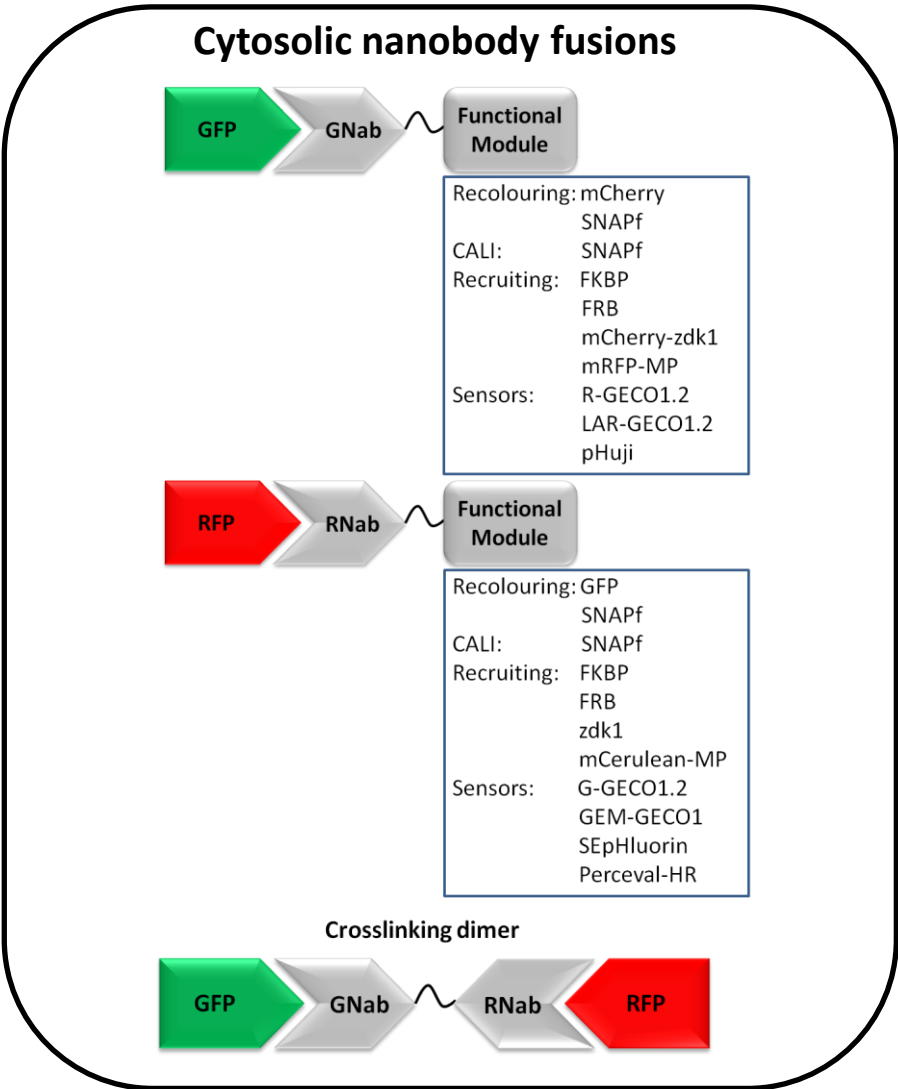 Cytosolic nanobody fusions
GFP
GNab
Functional
Module
Recolouring: mCherry
SNAPf
CALI: SNAPf
Recruiting: FKBP
FRB
mCherry-zdk1
mRFP-MP
Sensors: R-GECO1.2
LAR-GECO1.2
pHuji
RFP
RNab
Functional
Module
Recolouring: GFP
SNAPf
CALI: SNAPf
Recruiting: FKBP
FRB
zdk1
mCerulean-MP
Sensors: G-GECO1.2
GEM-GECO1
SEpHluorin
Perceval-HR
Crosslinking dimer
GFP
GNab
RNab
RFP